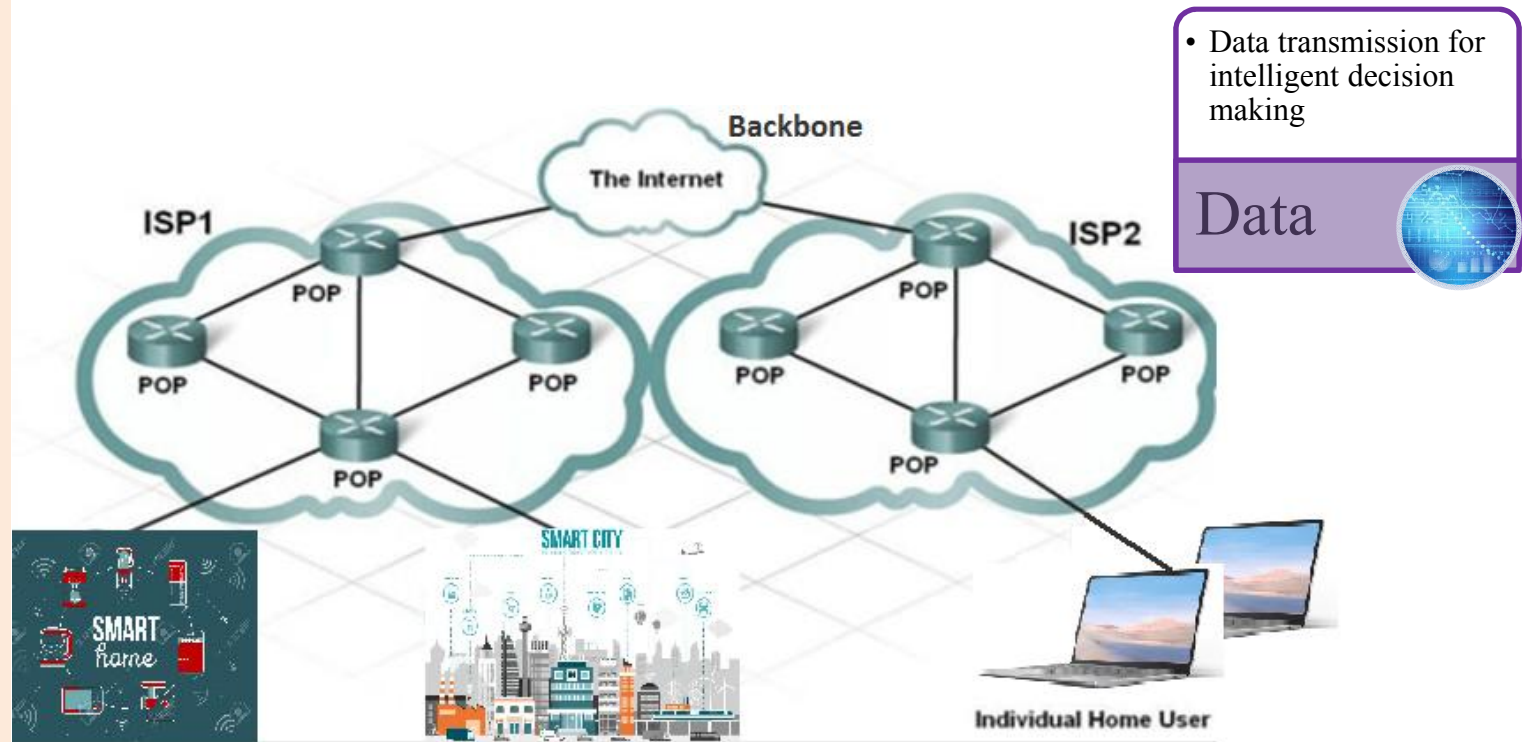 • Data transmission for
intelligent decision
making
Data
Backbone
The Internet
ISP1
ISP2
POP
POP
POP
POP
POP
POP
POP
POP
SMART CITY
SMART
home
Individual Home User